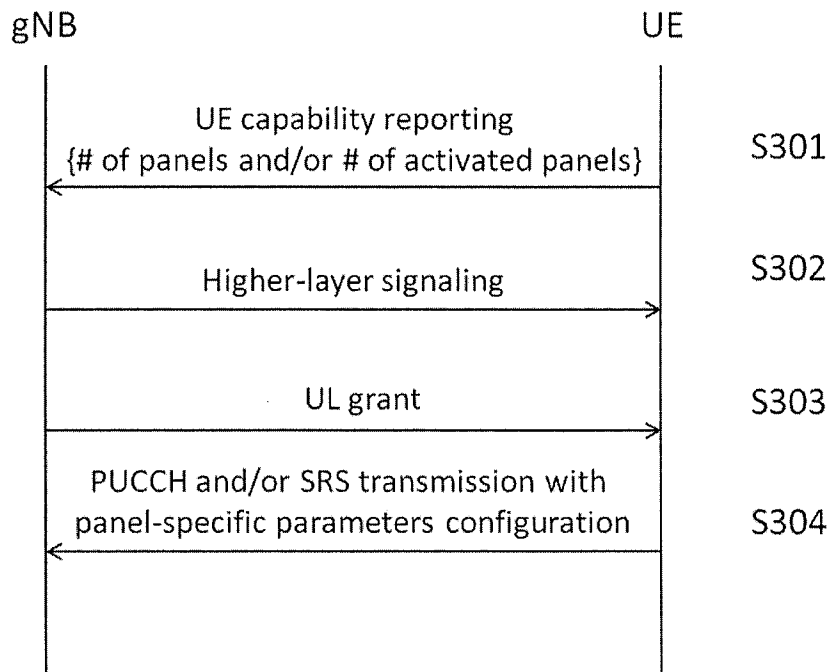 gNB UE
UE capability reporting
{# of panels and/or # of activated panels}
S301
Higher-layer signaling
S302
UL grant
S303
PUCCH and/or SRS transmission with
panel-specific parameters configuration
S304